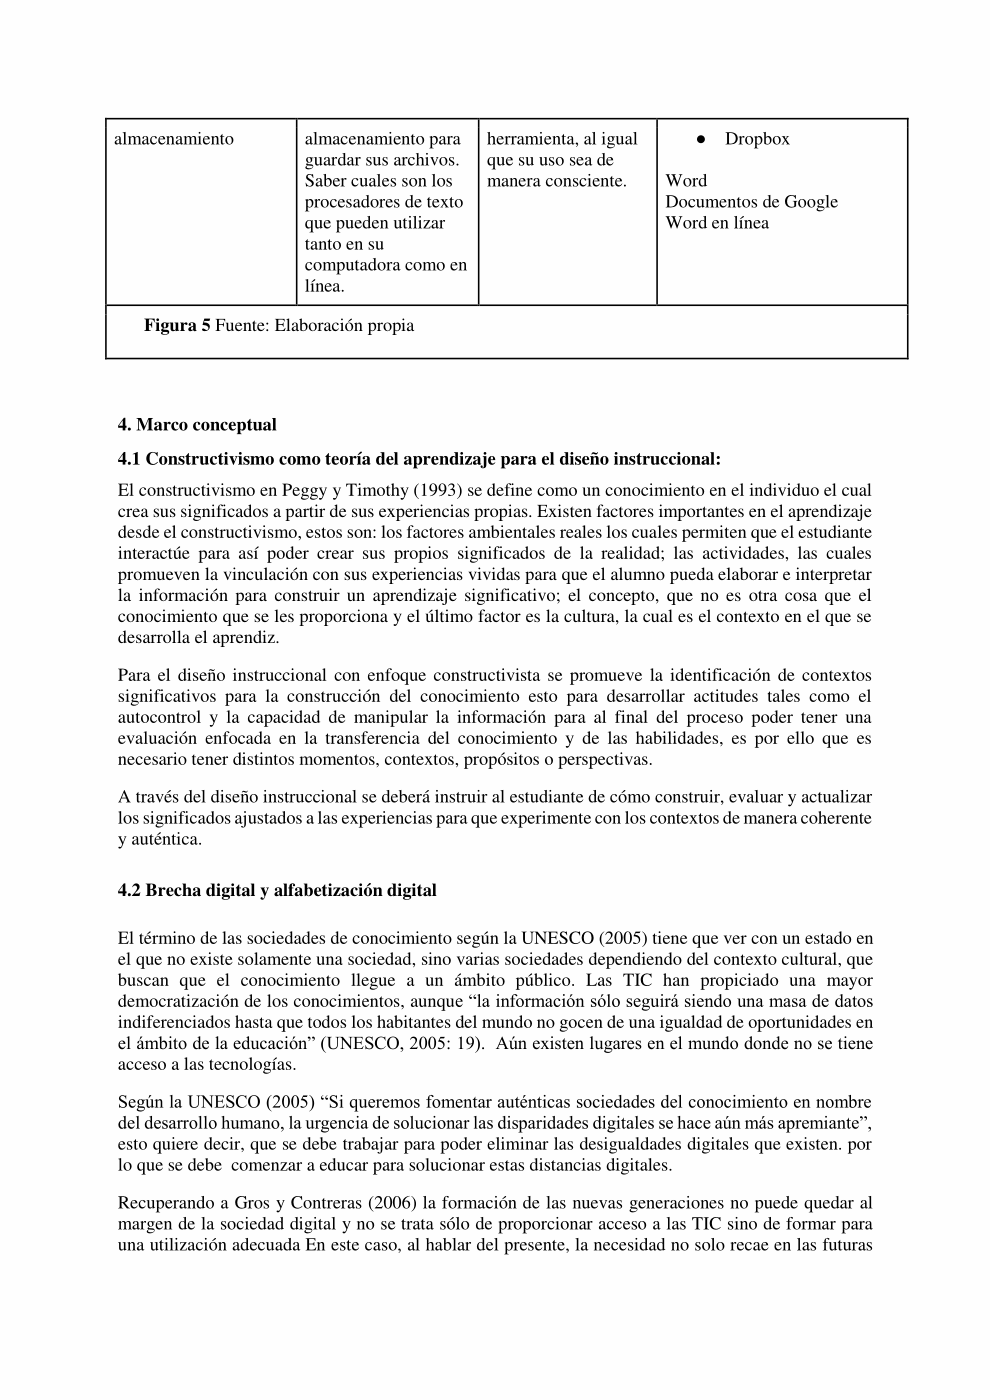 almacenamiento
almacenamiento para
guardar sus archivos.
Saber cuales son los
procesadores de texto
que pueden utilizar
tanto en su
computadora como en
línea.
herramienta, al igual
que su uso sea de
manera consciente.
● Dropbox
Word
Documentos de Google
Word en línea
Figura 5 Fuente: Elaboración propia
4. Marco conceptual
4.1 Constructivismo como teoría del aprendizaje para el diseño instruccional:
El constructivismo en Peggy y Timothy (1993) se define como un conocimiento en el individuo el cual
crea sus significados a partir de sus experiencias propias. Existen factores importantes en el aprendizaje
desde el constructivismo, estos son: los factores ambientales reales los cuales permiten que el estudiante
interactúe para así poder crear sus propios significados de la realidad; las actividades, las cuales
promueven la vinculación con sus experiencias vividas para que el alumno pueda elaborar e interpretar
la información para construir un aprendizaje significativo; el concepto, que no es otra cosa que el
conocimiento que se les proporciona y el último factor es la cultura, la cual es el contexto en el que se
desarrolla el aprendiz.
Para el diseño instruccional con enfoque constructivista se promueve la identificación de contextos
significativos para la construcción del conocimiento esto para desarrollar actitudes tales como el
autocontrol y la capacidad de manipular la información para al final del proceso poder tener una
evaluación enfocada en la transferencia del conocimiento y de las habilidades, es por ello que es
necesario tener distintos momentos, contextos, propósitos o perspectivas.
A través del diseño instruccional se deberá instruir al estudiante de cómo construir, evaluar y actualizar
los significados ajustados a las experiencias para que experimente con los contextos de manera coherente
y auténtica.
4.2 Brecha digital y alfabetización digital
El término de las sociedades de conocimiento según la UNESCO (2005) tiene que ver con un estado en
el que no existe solamente una sociedad, sino varias sociedades dependiendo del contexto cultural, que
buscan que el conocimiento llegue a un ámbito público. Las TIC han propiciado una mayor
democratización de los conocimientos, aunque “la información sólo seguirá siendo una masa de datos
indiferenciados hasta que todos los habitantes del mundo no gocen de una igualdad de oportunidades en
el ámbito de la educación” (UNESCO, 2005: 19).  Aún existen lugares en el mundo donde no se tiene
acceso a las tecnologías.
Según la UNESCO (2005) “Si queremos fomentar auténticas sociedades del conocimiento en nombre
del desarrollo humano, la urgencia de solucionar las disparidades digitales se hace aún más apremiante”,
esto quiere decir, que se debe trabajar para poder eliminar las desigualdades digitales que existen. por
lo que se debe  comenzar a educar para solucionar estas distancias digitales.
Recuperando a Gros y Contreras (2006) la formación de las nuevas generaciones no puede quedar al
margen de la sociedad digital y no se trata sólo de proporcionar acceso a las TIC sino de formar para
una utilización adecuada En este caso, al hablar del presente, la necesidad no solo recae en las futuras